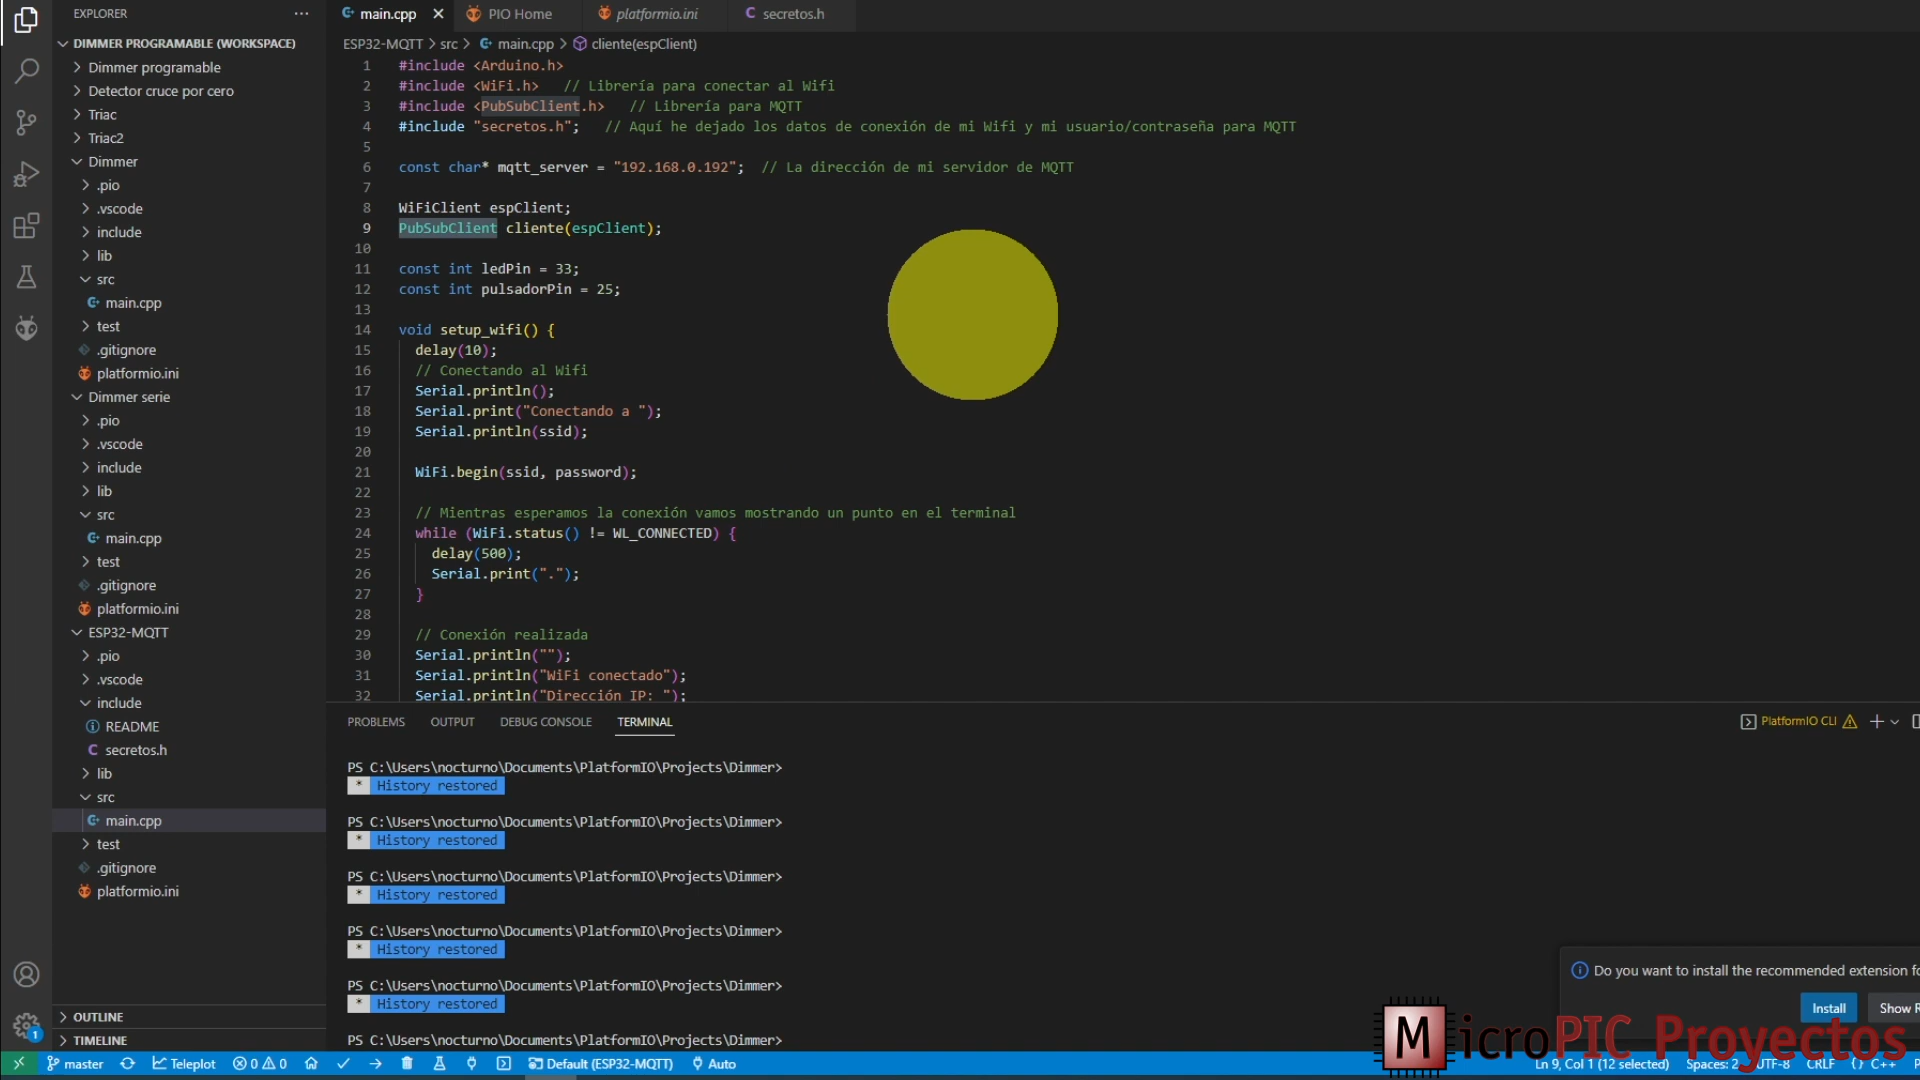 EXPLORER
DIMMER PROGRAMABLE (WORKSPACE)
Dimmer programable
Detector cruce por cero
Triac
Triac2
Dimmer
.pio
.vscode
include
lib
src
main.cpp
test
.gitignore
platformio.ini
Dimmer serie
.pio
.vscode
include
lib
src
main.cpp
test
.gitignore
platformio.ini
ESP32-MQTT
.pio
.vscode
include
README
secretos.h
lib
src
main.cpp
test
.gitignore
platformio.ini
OUTLINE
TIMELINE
main.cpp PIO Home platformio.ini secretos.h
ESP32-MQTT > src > main.cpp > cliente(espClient)
1 #include <Arduino.h>
2 #include <WiFi.h> // Librería para conectar al Wifi
3 #include <PubSubClient.h> // Librería para MQTT
4 #include "secretos.h"; // Aquí he dejado los datos de conexión de mi Wifi y mi usuario/contraseña para MQTT
5
6 const char* mqtt_server = "192.168.0.192"; // La dirección de mi servidor de MQTT
7
8 WiFiClient espClient;
9 PubSubClient cliente(espClient);
10
11 const int ledPin = 33;
12 const int pulsadorPin = 25;
13
14 void setup_wifi() {
15 delay(10);
16 // Conectando al Wifi
17 Serial.println();
18 Serial.print("Conectando a ");
19 Serial.println(ssid);
20
21 WiFi.begin(ssid, password);
22
23 // Mientras esperamos la conexión vamos mostrando un punto en el terminal
24 while (WiFi.status() != WL_CONNECTED) {
25 delay(500);
26 Serial.print(".");
27 }
28
29 // Conexión realizada
30 Serial.println("");
31 Serial.println("WiFi conectado");
32 Serial.println("Dirección IP: ");
PROBLEMS OUTPUT DEBUG CONSOLE TERMINAL
PlatformIO CLI
PS C:\Users\nocturno\Documents\PlatformIO\Projects\Dimmer>
* History restored
PS C:\Users\nocturno\Documents\PlatformIO\Projects\Dimmer>
* History restored
PS C:\Users\nocturno\Documents\PlatformIO\Projects\Dimmer>
* History restored
PS C:\Users\nocturno\Documents\PlatformIO\Projects\Dimmer>
* History restored
PS C:\Users\nocturno\Documents\PlatformIO\Projects\Dimmer>
* History restored
PS C:\Users\nocturno\Documents\PlatformIO\Projects\Dimmer>
Do you want to install the recommended extension
Install Show
MicroPIC Proyectos
1
master Teleplot 0 0 Default (ESP32-MQTT) Auto
Ln 9, Col 1 (12 selected) Spaces: 2 UTF-8 CRLF {} C++